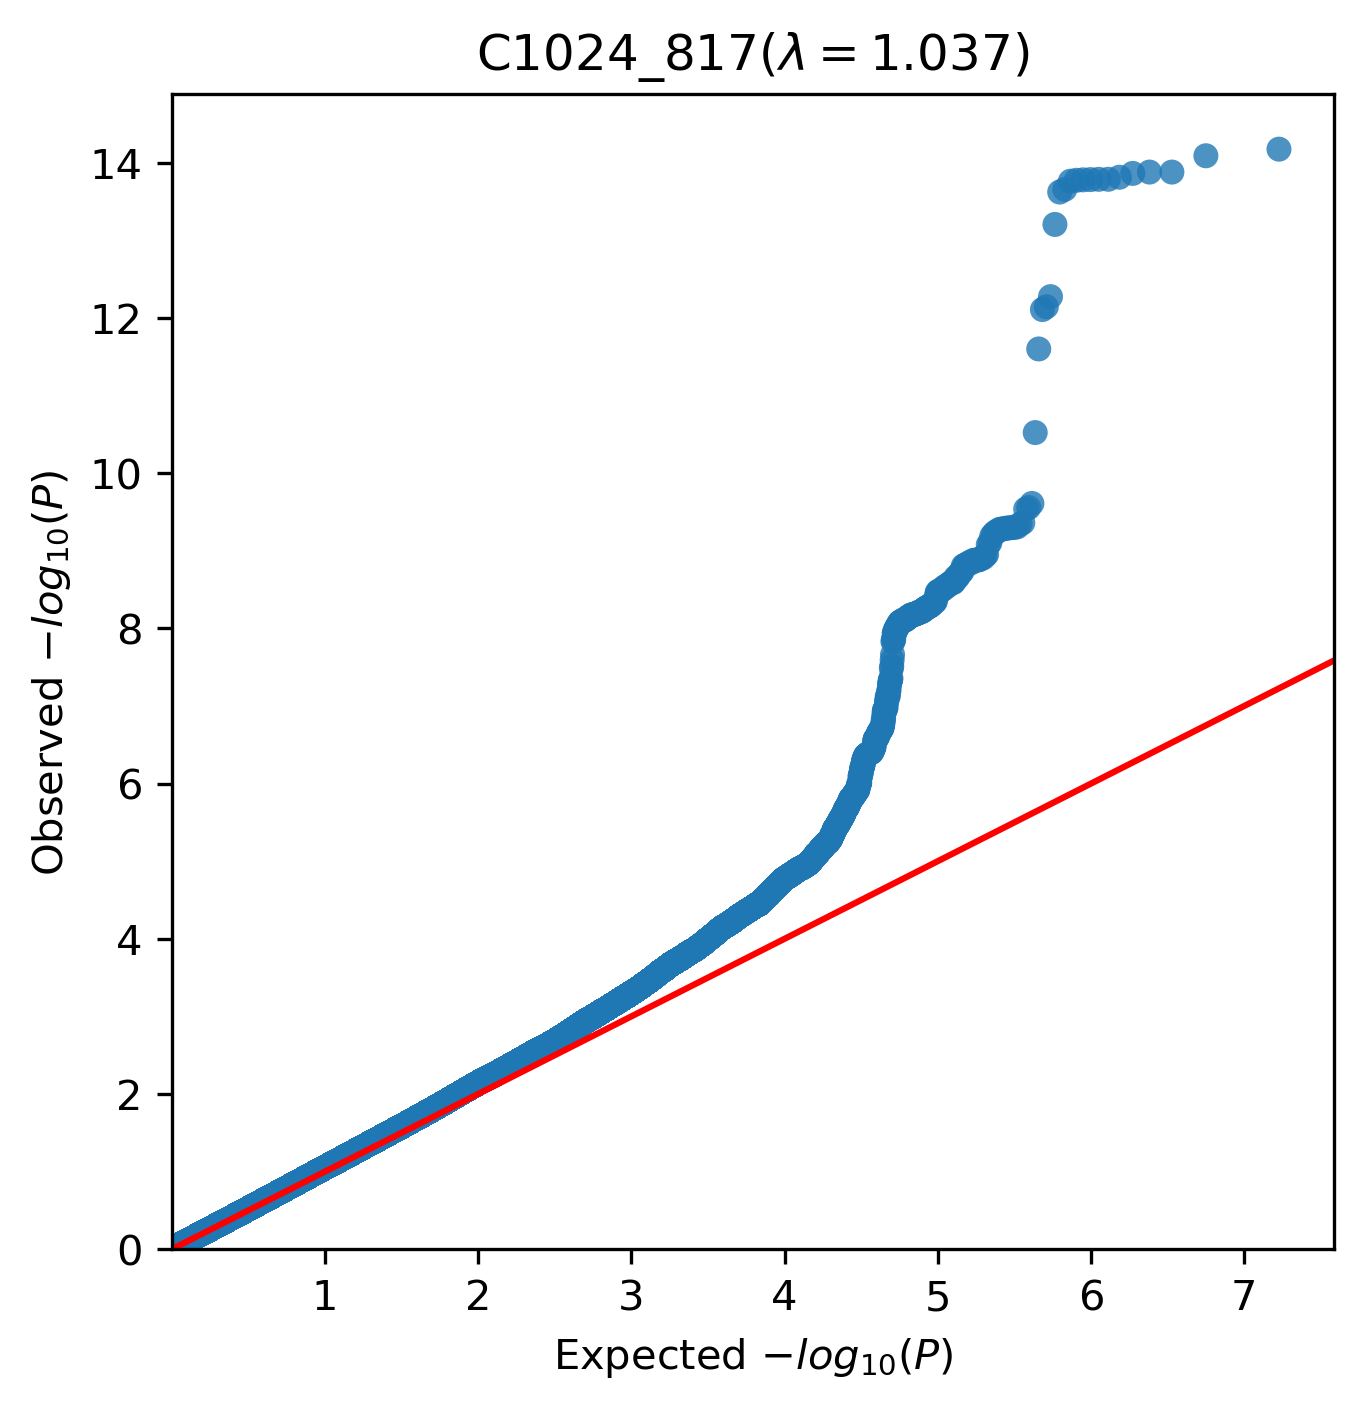 C1024_817(λ = 1.037)
14
12
10
8
6
4
2
0
Observed −log₁₀(P)
1 2 3 4 5 6 7
Expected −log₁₀(P)